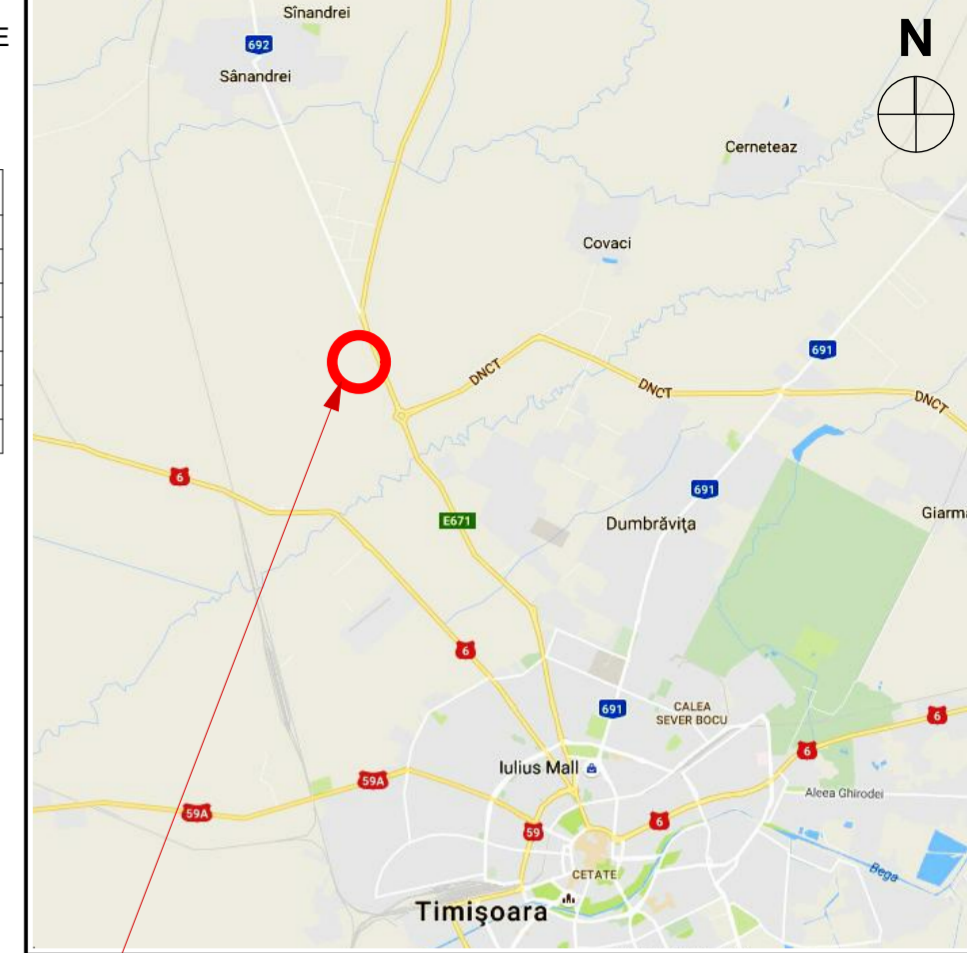 E
Sînandrei
692
Sânandrei
N
Cerneteaz
Covaci
691
DNCT
DNCT
DNCT
6
691
E671
Dumbrăvița
Giarma
6
691
CALEA
SEVER BOCU
6
6
Iulius Mall
59A
Aleea Ghirodei
59A
6
59
CETATE
Bega
Timișoara